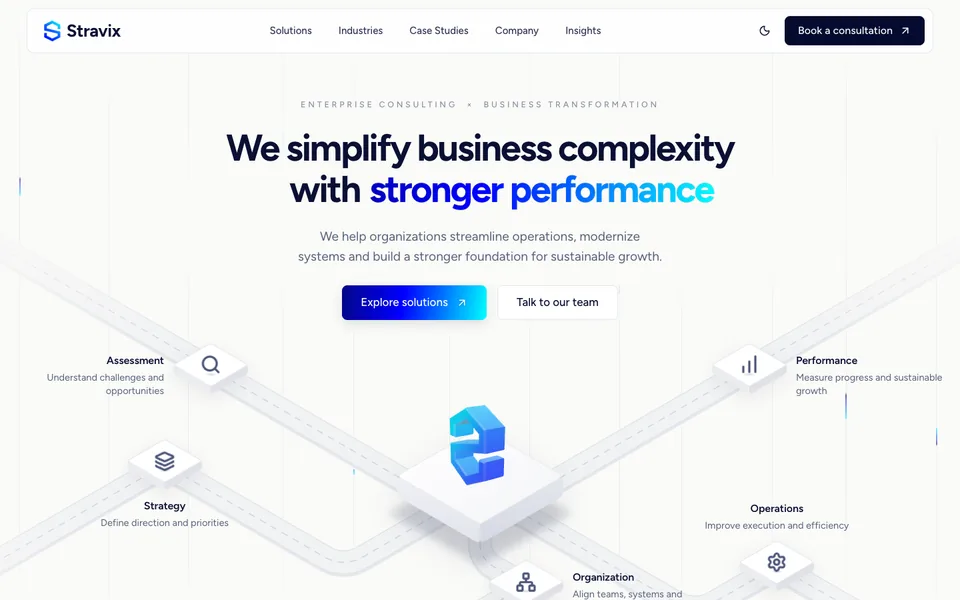 Stravix
Solutions
Industries
Case Studies
Company
Insights
Book a consultation
ENTERPRISE CONSULTING × BUSINESS TRANSFORMATION
We simplify business complexity
with stronger performance
We help organizations streamline operations, modernize
systems and build a stronger foundation for sustainable growth.
Explore solutions
Talk to our team
Assessment
Understand challenges and
opportunities
Performance
Measure progress and sustainable
growth
Strategy
Define direction and priorities
Operations
Improve execution and efficiency
Organization
Align teams, systems and